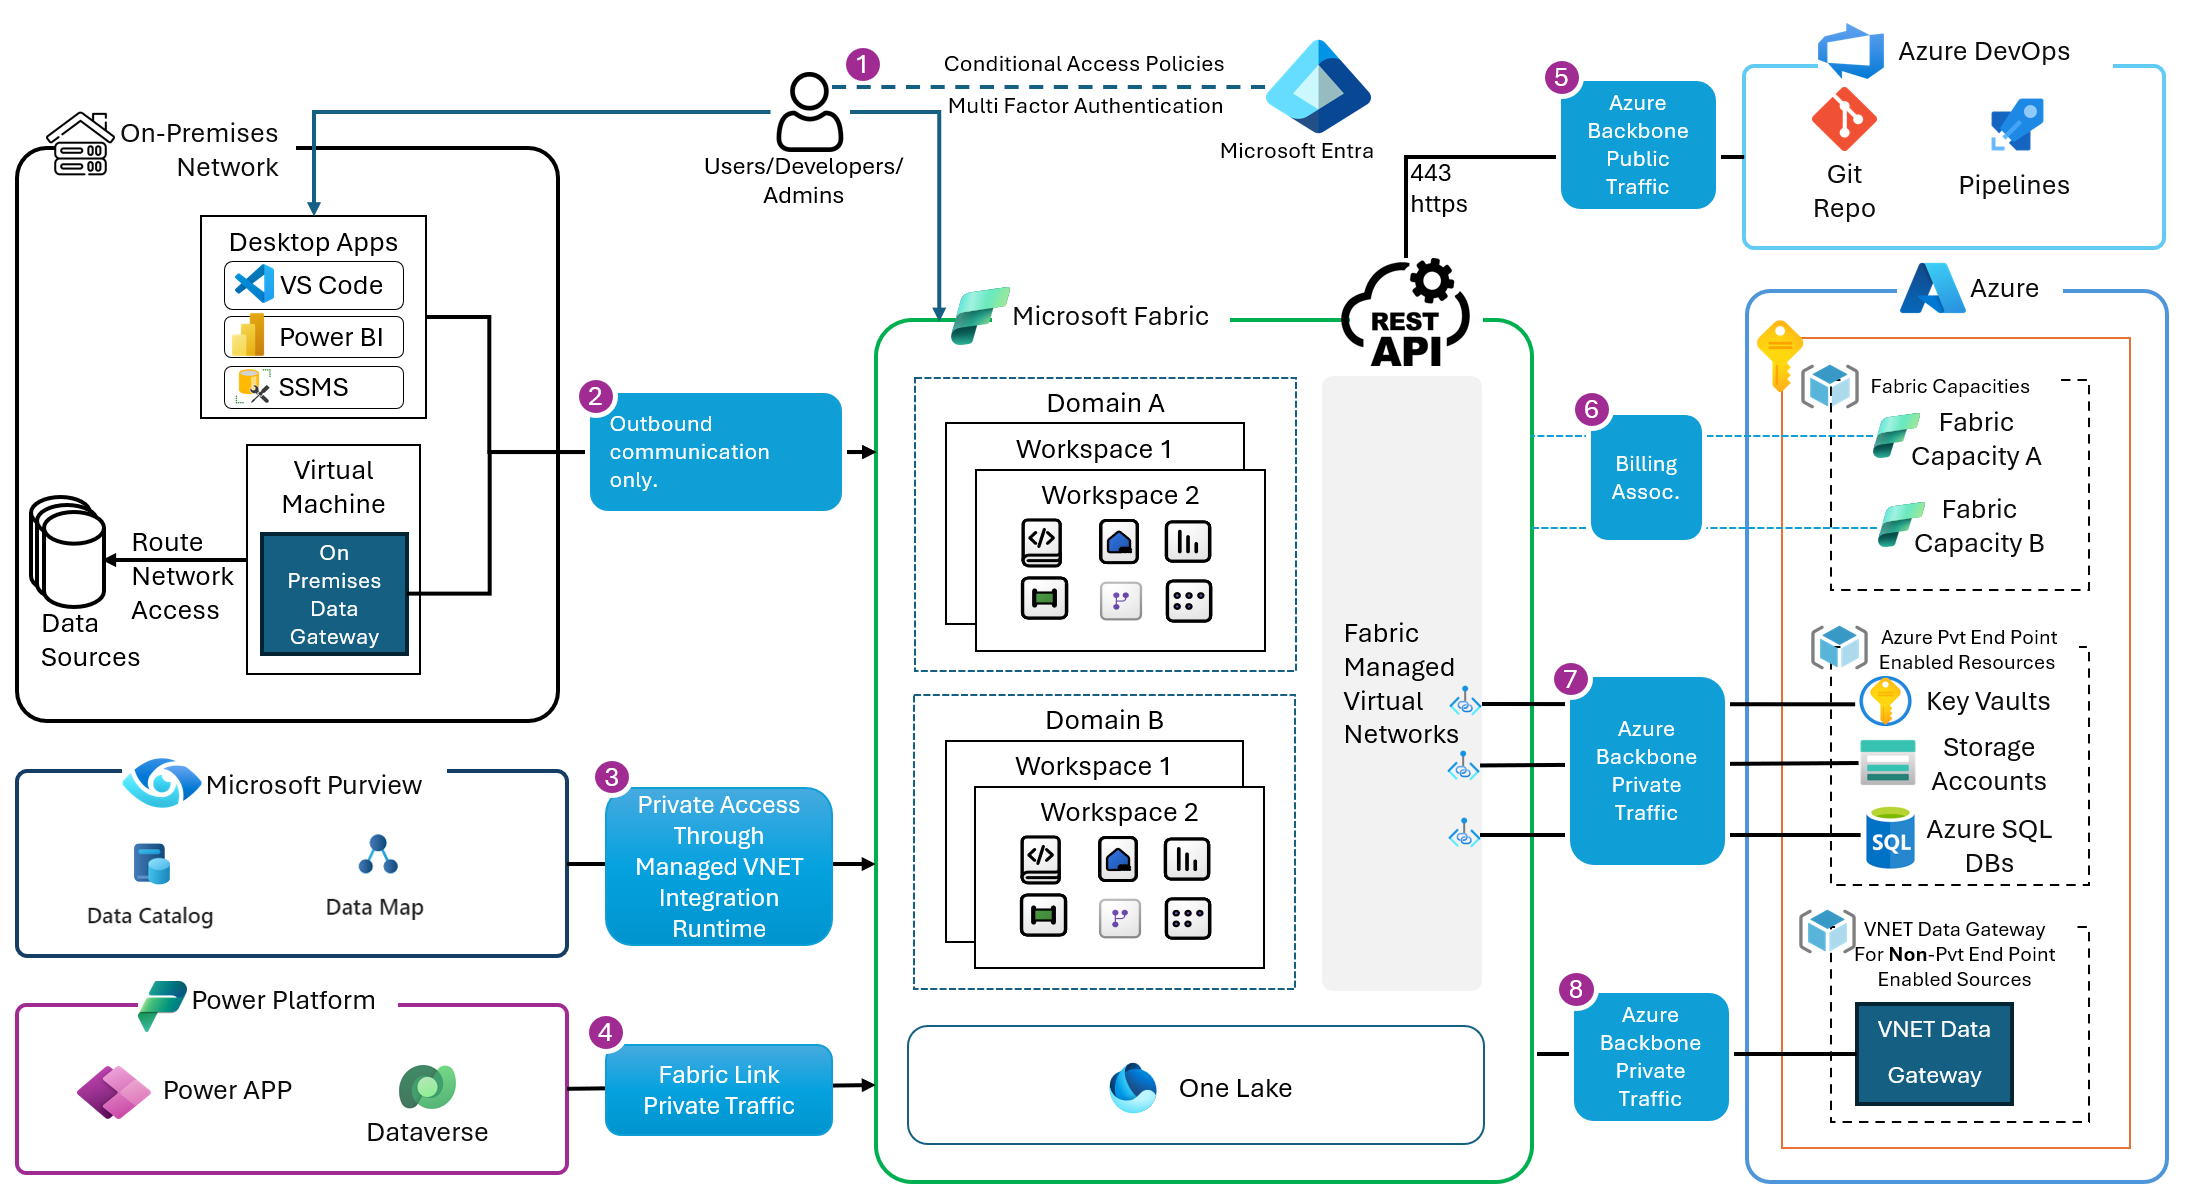 1
Conditional Access Policies
Multi Factor Authentication
Microsoft Entra
Users/Developers/
Admins
On-Premises
Network
Desktop Apps
VS Code
Power BI
SSMS
Virtual
Machine
On
Premises
Data
Gateway
Route
Network
Access
Data
Sources
2
Outbound
communication
only.
Microsoft Purview
Data Catalog
Data Map
3
Private Access
Through
Managed VNET
Integration
Runtime
Power Platform
Power APP
Dataverse
4
Fabric Link
Private Traffic
Microsoft Fabric
REST
API
Domain A
Workspace 1
Workspace 2
</>
Domain B
Workspace 1
Workspace 2
</>
Fabric
Managed
Virtual
Networks
One Lake
443
https
5
Azure
Backbone
Public
Traffic
Azure DevOps
Git
Repo
Pipelines
Azure
6
Billing
Assoc.
Fabric Capacities
Fabric
Capacity A
Fabric
Capacity B
7
Azure
Backbone
Private
Traffic
Azure Pvt End Point
Enabled Resources
Key Vaults
Storage
Accounts
SQL
Azure SQL
DBs
8
Azure
Backbone
Private
Traffic
VNET Data Gateway
For Non-Pvt End Point
Enabled Sources
VNET Data
Gateway